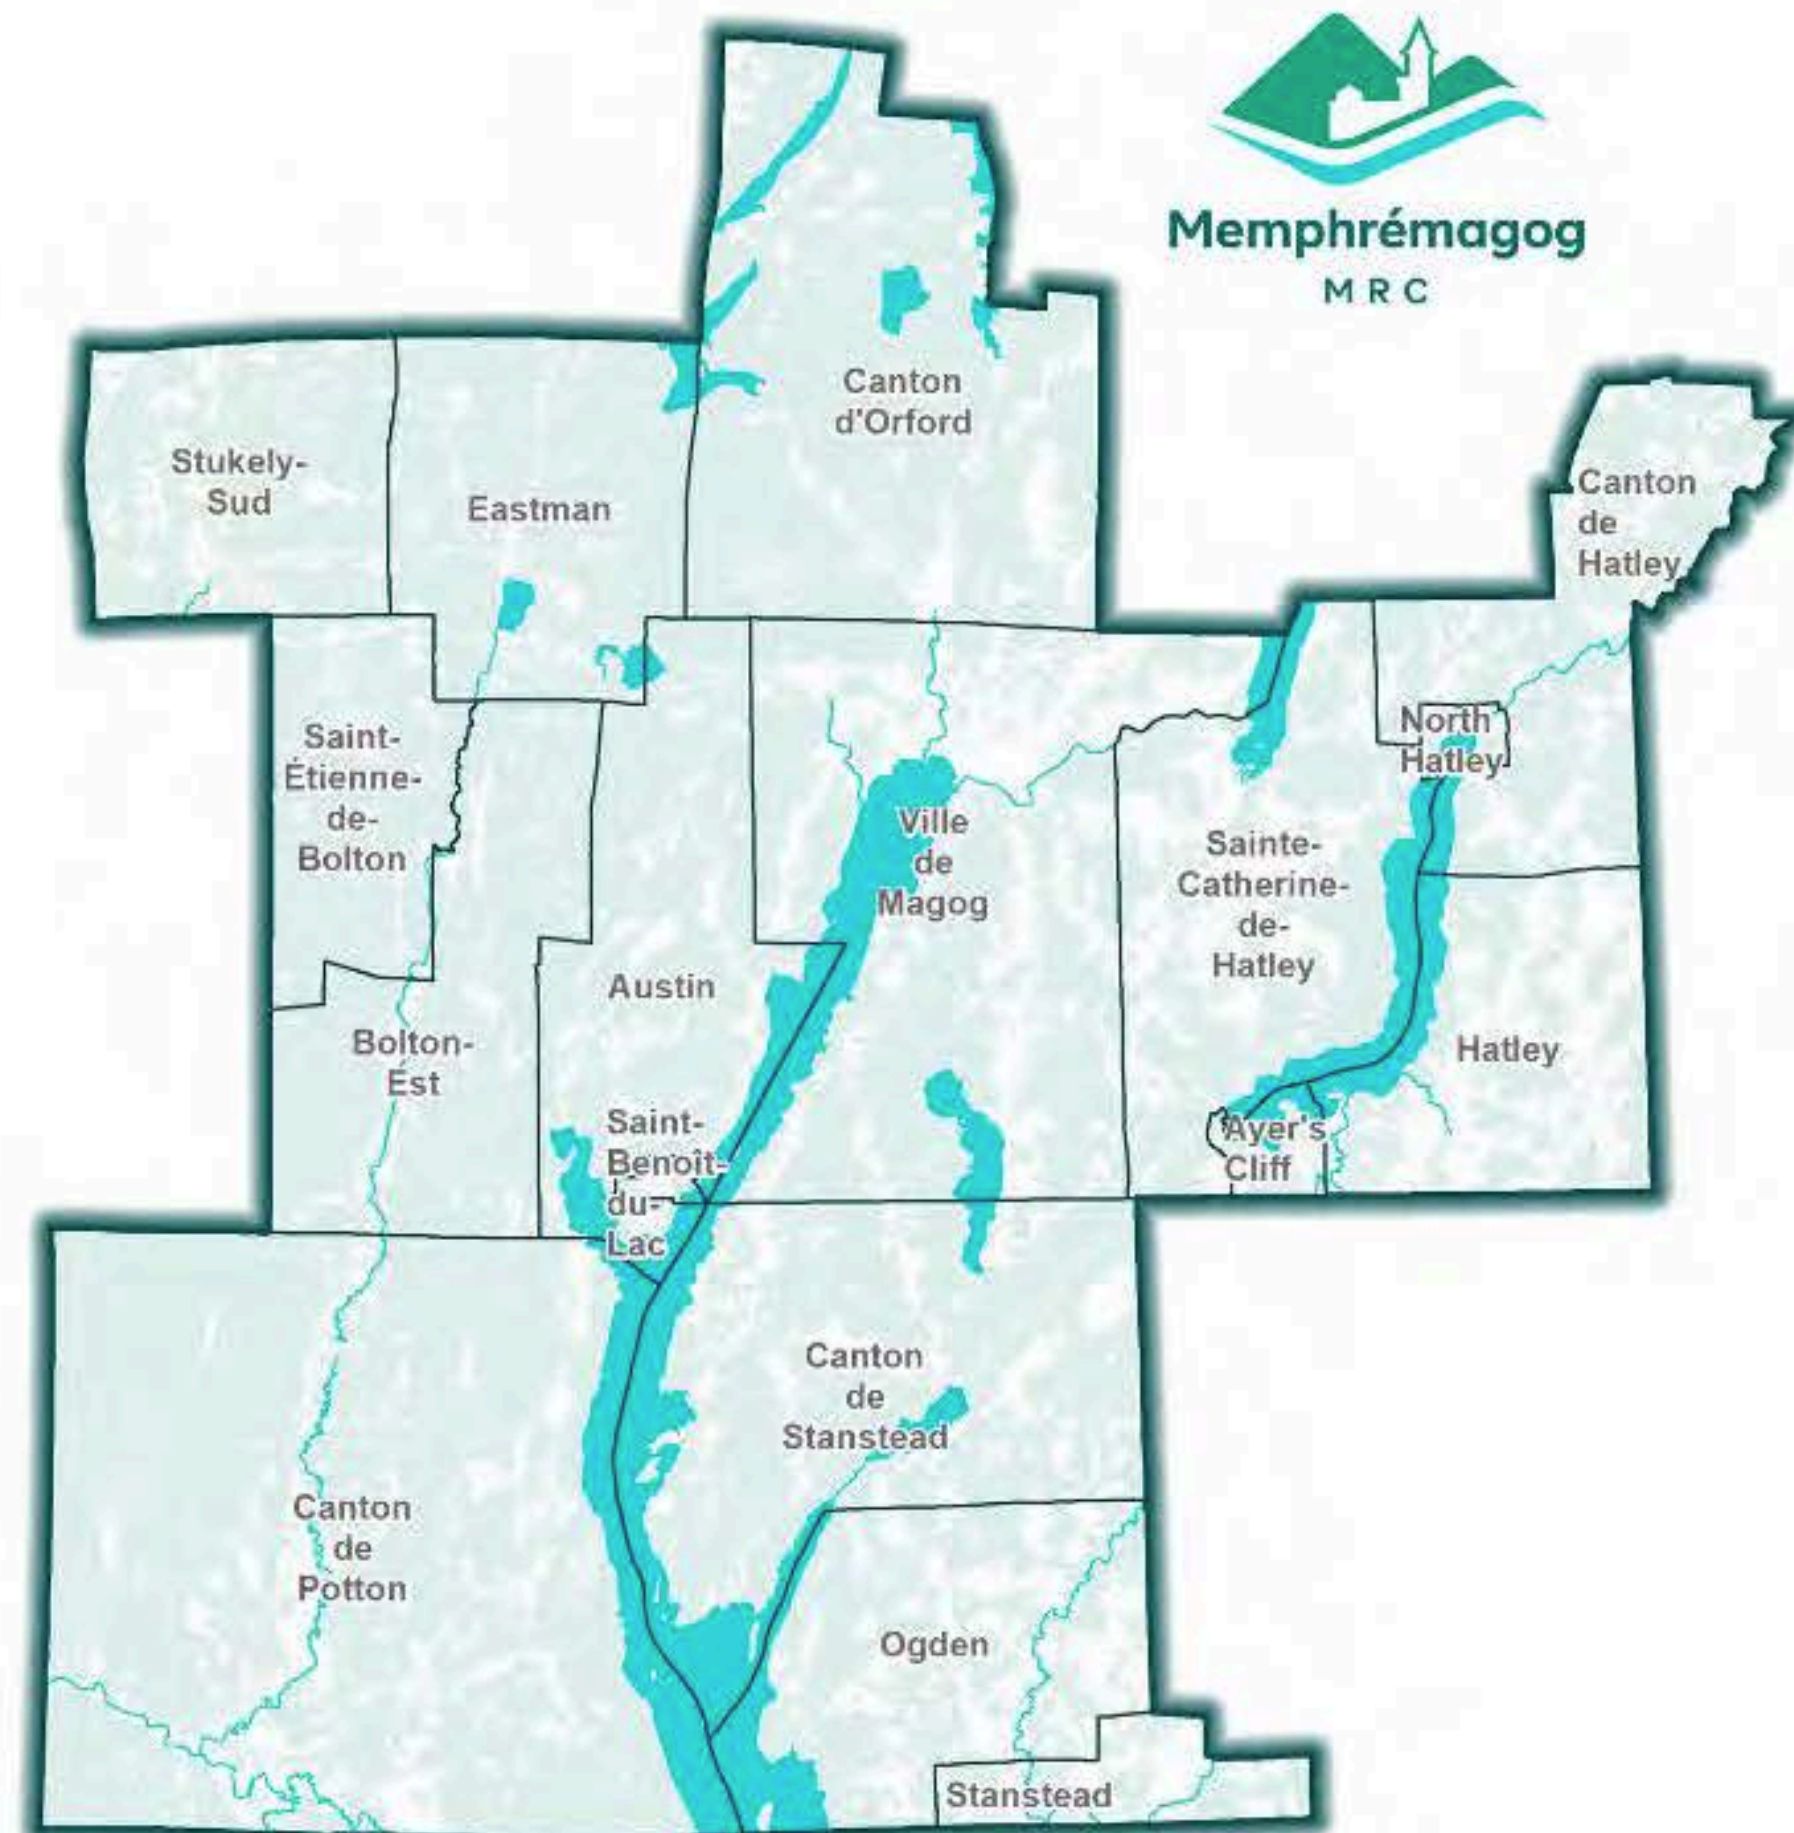 Memphrémagog
MRC
Canton
d'Orford
Stukely-
Sud
Eastman
Canton
de
Hatley
Saint-
Étienne-
de-
Bolton
North
Hatley
Ville
de
Magog
Sainte-
Catherine-
de-
Hatley
Austin
Bolton-
Ést
Hatley
Saint-
Benoît-
du-
Lac
Ayer's
Cliff
Canton
de
Stanstead
Canton
de
Potton
Ogden
Stanstead